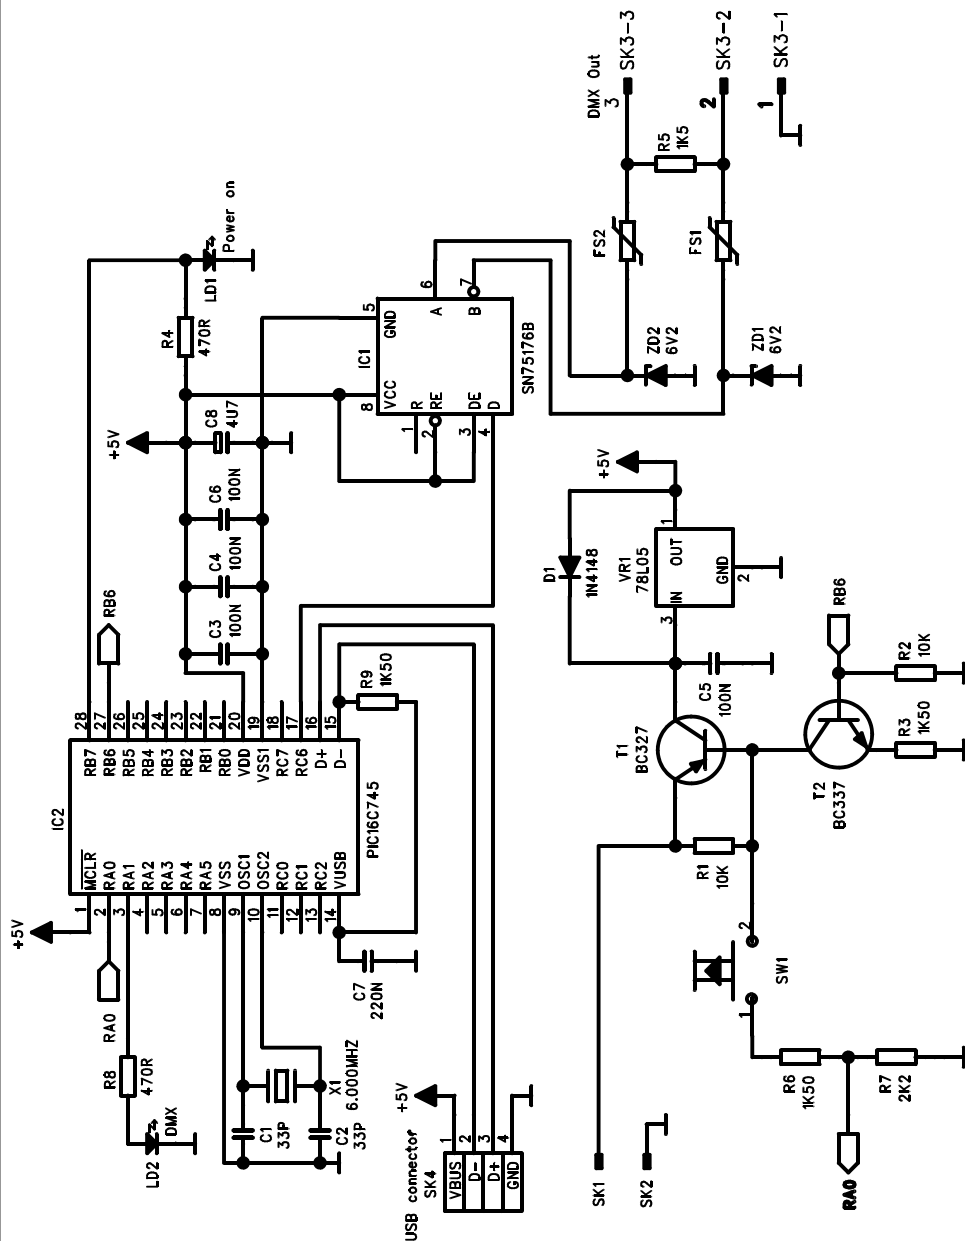 SK3-3
SK3-2
SK3-1
DMX Out
3
2
1
R5
1K5
FS2
FS1
ZD2
6V2
ZD1
6V2
Power on
LD1
R4
470R
+5V
C8
4U7
C6
100N
C4
100N
C3
100N
IC1
SN75176B
5
GND
8
VCC
6
A
7
B
1
R
2
RE
3
DE
4
D
RB6
IC2
PIC16C745
28
RB7
27
RB6
26
RB5
25
RB4
24
RB3
23
RB2
22
RB1
21
RB0
20
VDD
19
VSS1
18
RC7
17
RC6
16
D+
15
D-
1
MCLR
2
RA0
3
RA1
4
RA2
5
RA3
6
RA4
7
RA5
8
VSS
9
OSC1
10
OSC2
11
RC0
12
RC1
13
RC2
14
VUSB
R9
1K50
+5V
RA0
R8
470R
LD2
DMX
C7
220N
X1
6.000MHZ
C1
33P
C2
33P
+5V
USB connector
SK4
1
VBUS
2
D-
3
D+
4
GND
+5V
D1
1N4148
VR1
78L05
1
OUT
GND
2
IN
3
C5
100N
T1
BC327
RB6
R2
10K
R3
1K50
T2
BC337
R1
10K
SW1
2
1
R6
1K50
R7
2K2
RA0
SK1
SK2